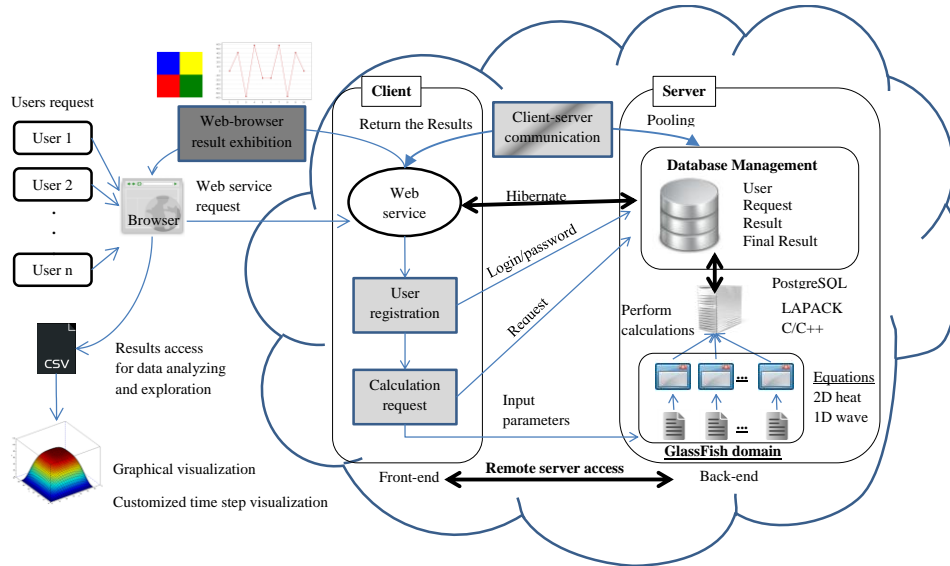 Users request
User 1
User 2
.
.
User n
Browser
Web-browser
result exhibition
Web service
request
CSV
Results access
for data analyzing
and exploration
Graphical visualization
Customized time step visualization
Client
Return the Results
Web
service
User
registration
Calculation
request
Front-end
Client-server
communication
Hibernate
Login/password
Request
Input
parameters
Remote server access
Server
Pooling
Database Management
User
Request
Result
Final Result
PostgreSQL
LAPACK
C/C++
Perform
calculations
...
...
Equations
2D heat
1D wave
GlassFish domain
Back-end